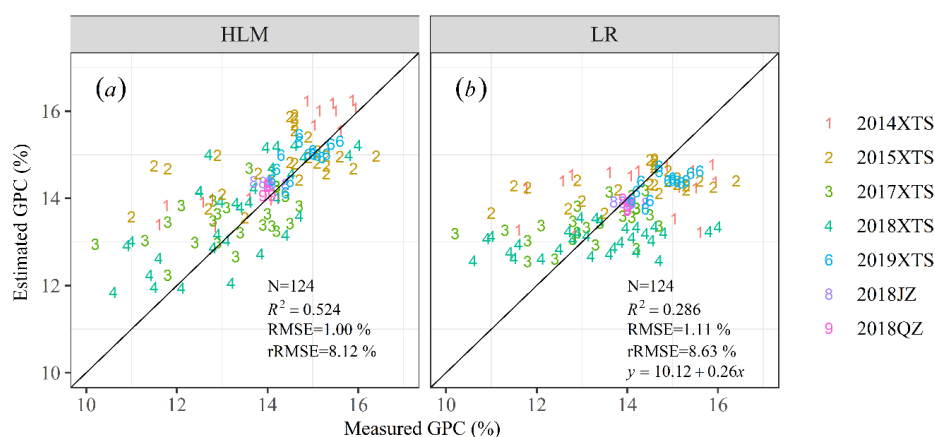 HLM
LR
(a)
(b)
Estimated GPC (%)
16
14
12
10
N=124
R² = 0.524
RMSE=1.00 %
rRMSE=8.12 %
N=124
R² = 0.286
RMSE=1.11 %
rRMSE=8.63 %
y = 10.12 + 0.26x
10 12 14 16
10 12 14 16
Measured GPC (%)
1 2014XTS
2 2015XTS
3 2017XTS
4 2018XTS
6 2019XTS
8 2018JZ
9 2018QZ